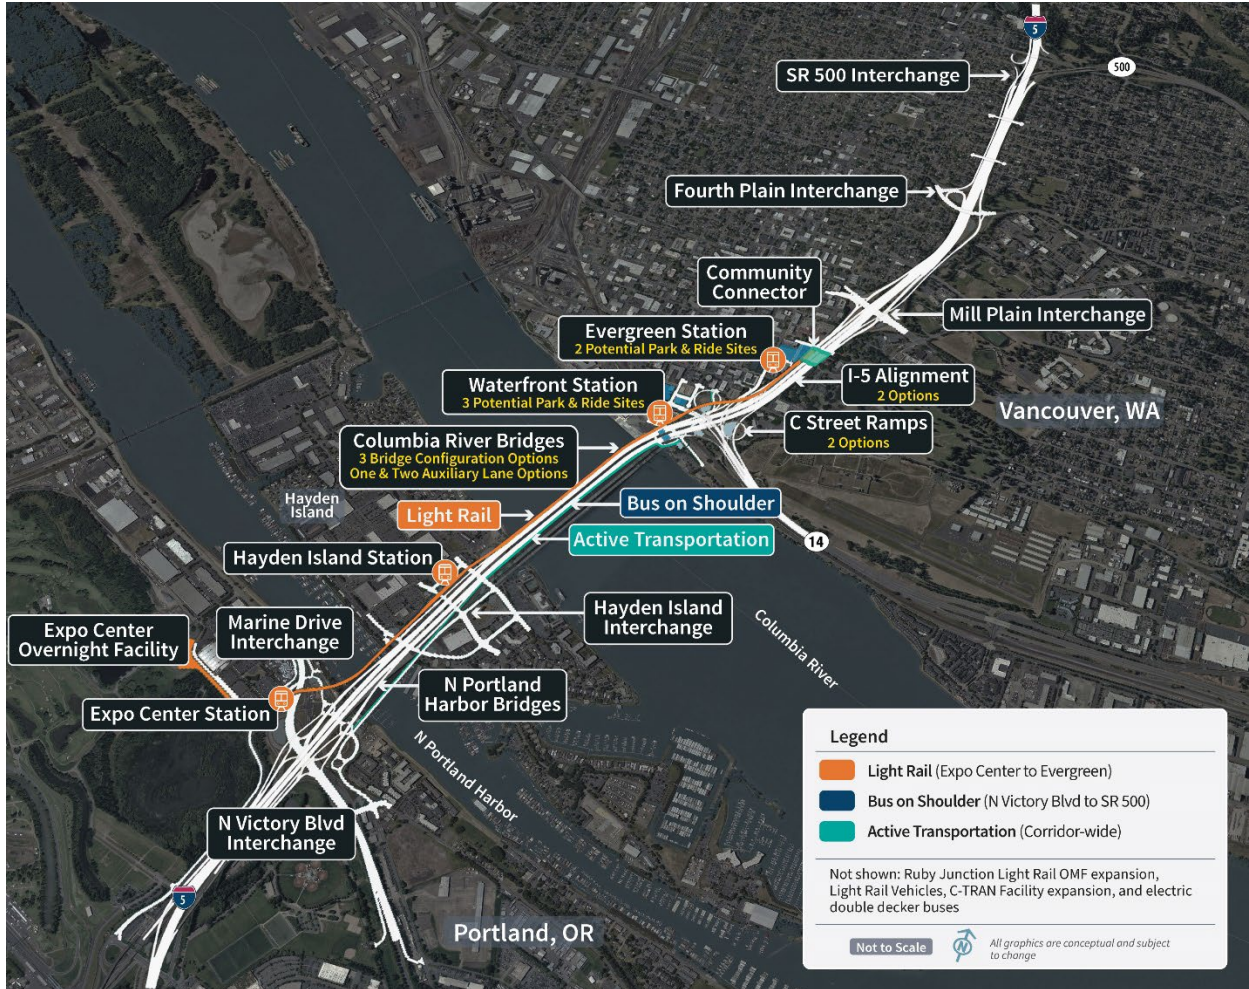 5
SR 500 Interchange
500
Fourth Plain Interchange
Community
Connector
Mill Plain Interchange
Evergreen Station
2 Potential Park & Ride Sites
I-5 Alignment
2 Options
Vancouver, WA
Waterfront Station
3 Potential Park & Ride Sites
C Street Ramps
2 Options
Columbia River Bridges
3 Bridge Configuration Options
One & Two Auxiliary Lane Options
Hayden
Island
Light Rail
Bus on Shoulder
Active Transportation
14
Hayden Island Station
Hayden Island
Interchange
Columbia River
Marine Drive
Interchange
Expo Center
Overnight Facility
N Portland
Harbor Bridges
Expo Center Station
N Portland Harbor
N Victory Blvd
Interchange
5
Portland, OR
Legend
Light Rail (Expo Center to Evergreen)
Bus on Shoulder (N Victory Blvd to SR 500)
Active Transportation (Corridor-wide)
Not shown: Ruby Junction Light Rail OMF expansion,
Light Rail Vehicles, C-TRAN Facility expansion, and electric
double decker buses
Not to Scale
N
All graphics are conceptual and subject
to change